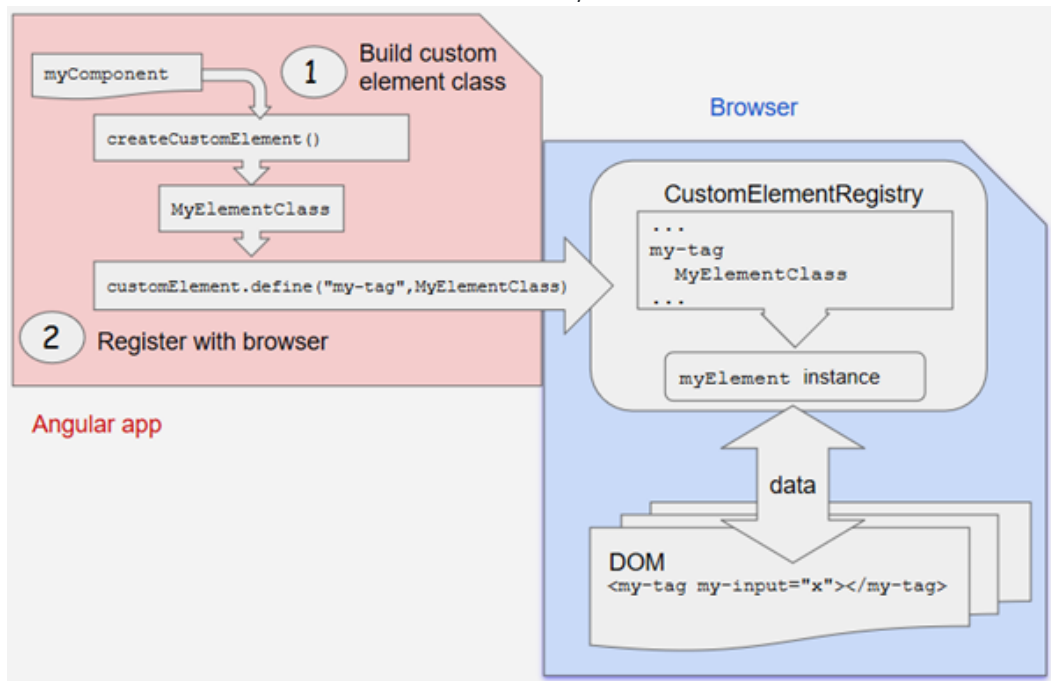 myComponent
1
Build custom
element class
createCustomElement()
MyElementClass
customElement.define("my-tag",MyElementClass)
2
Register with browser
Angular app
Browser
CustomElementRegistry
...
my-tag
MyElementClass
...
myElement instance
data
DOM
<my-tag my-input="x"></my-tag>